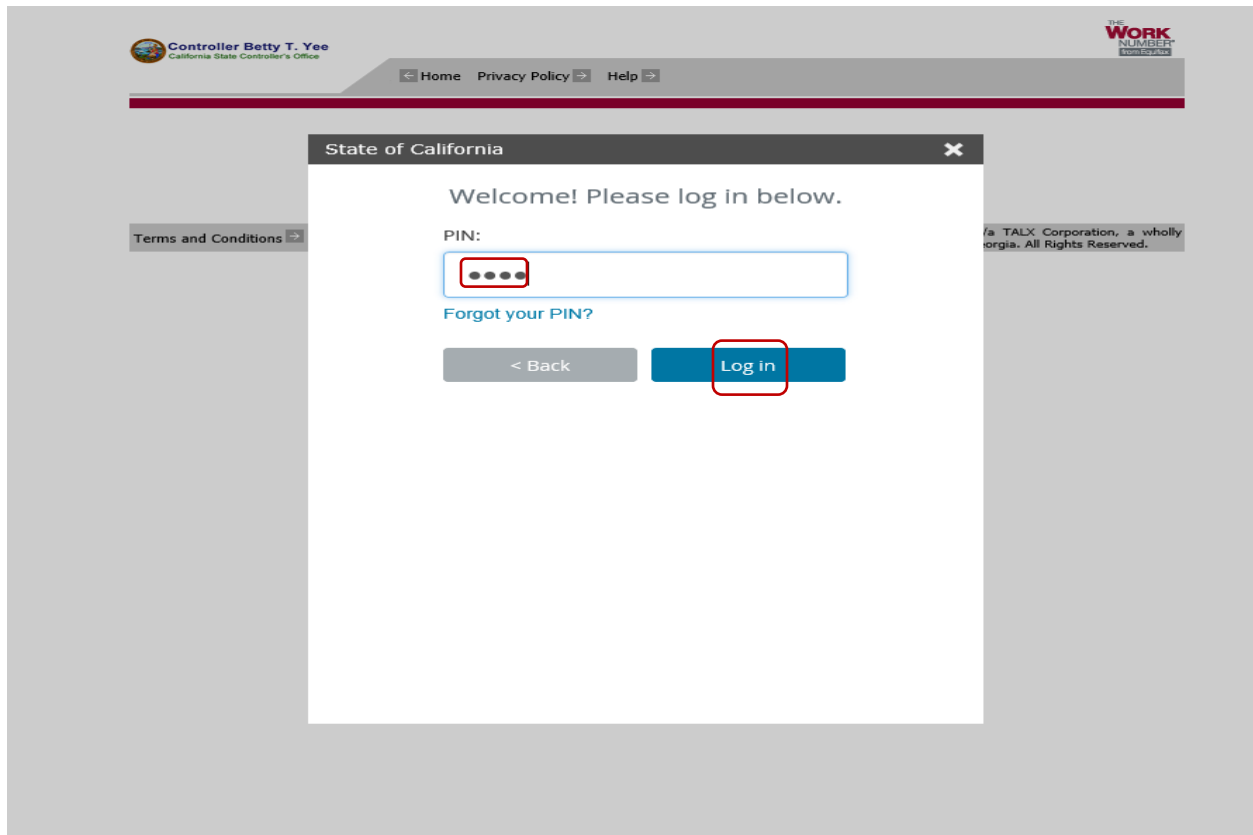 Controller Betty T. Yee
California State Controller's Office
THE
WORK
NUMBER®
from Equifax
Home Privacy Policy Help
State of California
Welcome! Please log in below.
Terms and Conditions
PIN:
/a TALX Corporation, a wholly
eorgia. All Rights Reserved.
••••
Forgot your PIN?
< Back
Log in